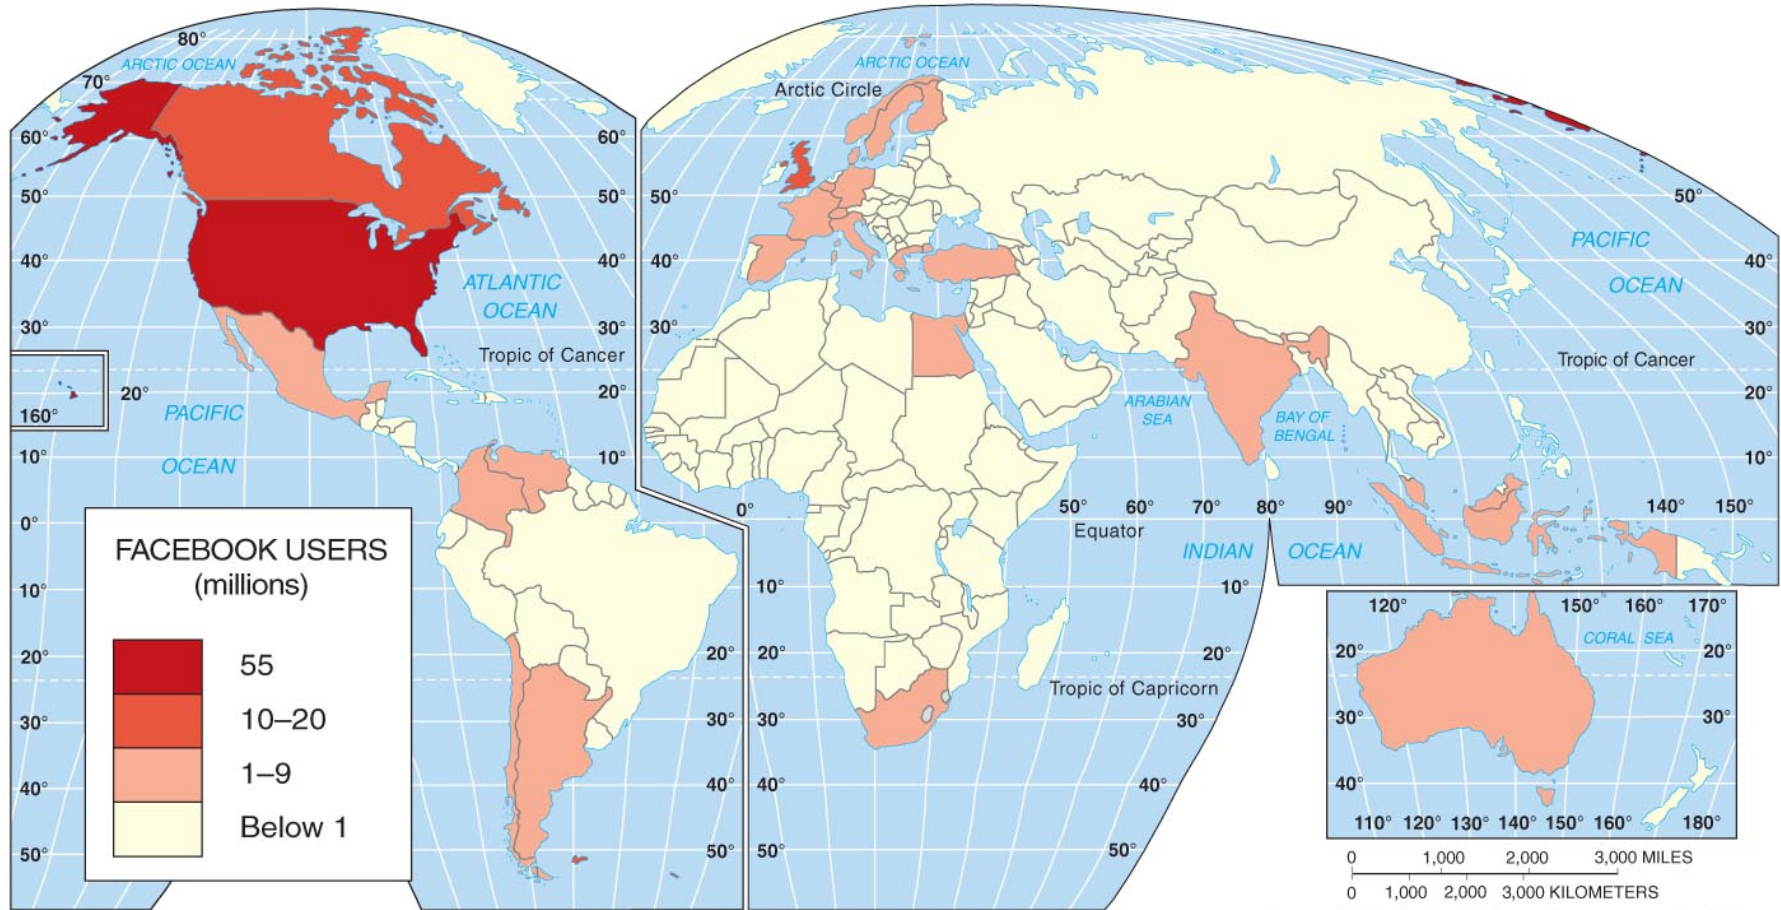 80°
ARCTIC OCEAN
70°
60°
60°
50°
50°
40°
40°
ATLANTIC
OCEAN
30°
30°
Tropic of Cancer
160°
20°
20°
PACIFIC
OCEAN
10°
10°
0°
10°
20°
20°
30°
30°
40°
40°
50°
50°
FACEBOOK USERS
(millions)
55
10–20
1–9
Below 1
ARCTIC OCEAN
Arctic Circle
50°
50°
PACIFIC
OCEAN
40°
40°
30°
30°
Tropic of Cancer
20°
ARABIAN
SEA
BAY OF
BENGAL
10°
0°
50°
60°
70°
80°
90°
140°
150°
Equator
INDIAN
OCEAN
10°
10°
20°
20°
Tropic of Capricorn
30°
30°
40°
40°
50°
50°
120°
150°
160°
170°
CORAL SEA
20°
20°
30°
30°
40°
110°
120°
130°
140°
150°
160°
180°
0 1,000 2,000 3,000 MILES
0 1,000 2,000 3,000 KILOMETERS